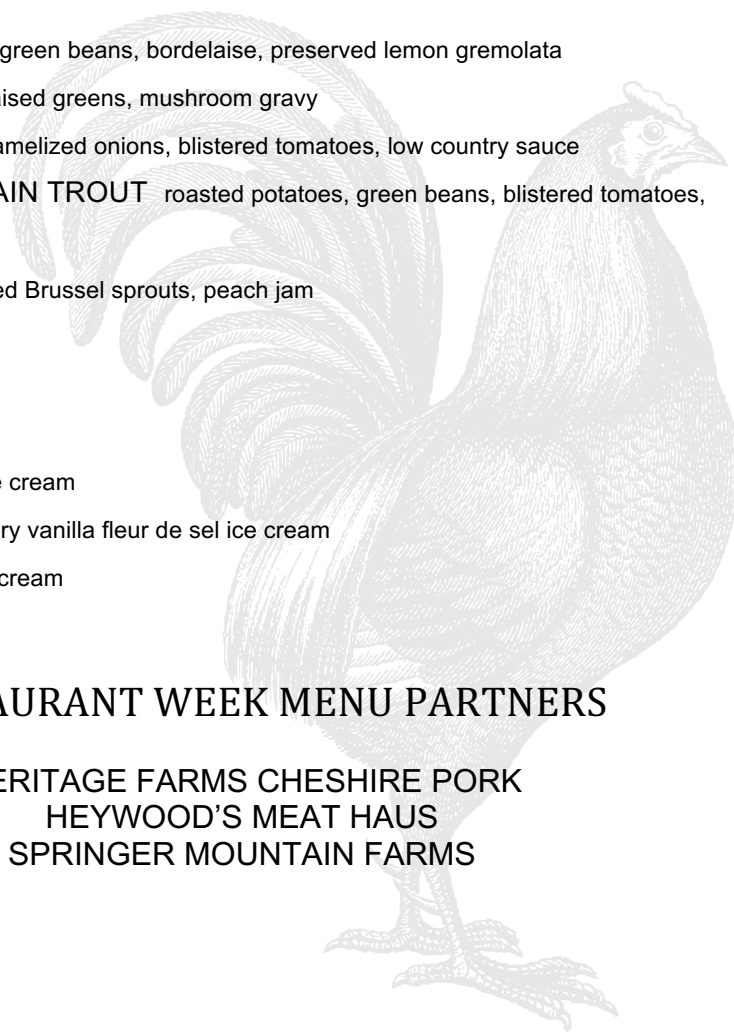 green beans, bordelaise, preserved lemon gremolata
aised greens, mushroom gravy
amelized onions, blistered tomatoes, low country sauce
AIN TROUT roasted potatoes, green beans, blistered tomatoes,
ed Brussel sprouts, peach jam
e cream
ry vanilla fleur de sel ice cream
cream
AURANT WEEK MENU PARTNERS
ERITAGE FARMS CHESHIRE PORK
HEYWOOD’S MEAT HAUS
SPRINGER MOUNTAIN FARMS